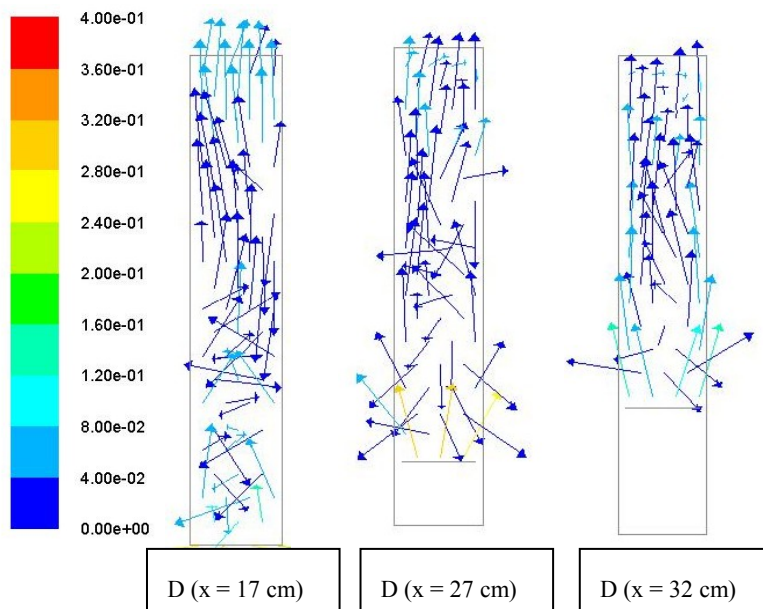 4.00e-01
3.60e-01
3.20e-01
2.80e-01
2.40e-01
2.00e-01
1.60e-01
1.20e-01
8.00e-02
4.00e-02
0.00e+00
D (x = 17 cm)
D (x = 27 cm)
D (x = 32 cm)